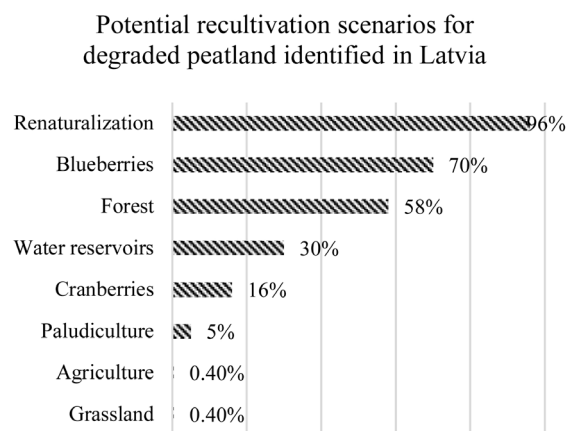 Potential recultivation scenarios for
degraded peatland identified in Latvia
Renaturalization 96%
Blueberries 70%
Forest 58%
Water reservoirs 30%
Cranberries 16%
Paludiculture 5%
Agriculture 0.40%
Grassland 0.40%